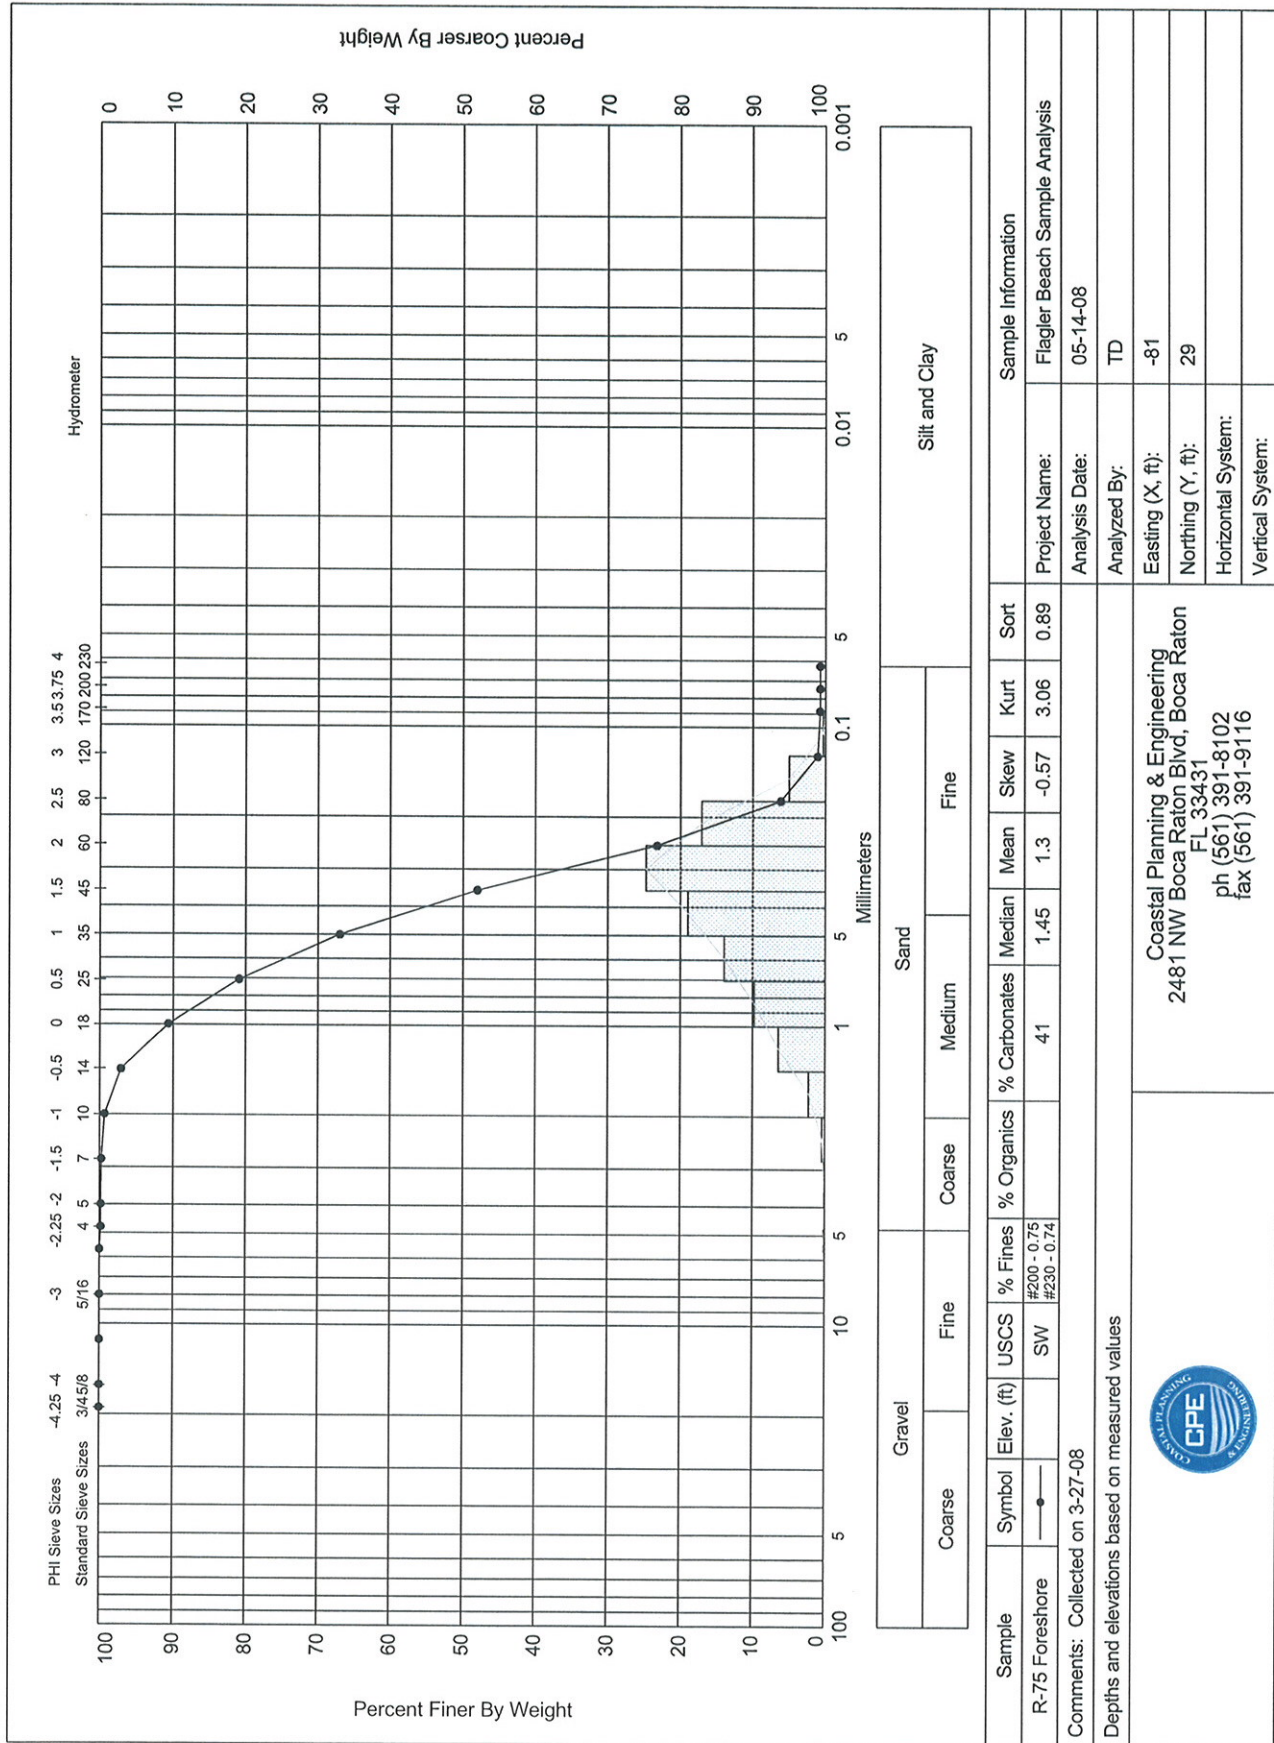 PHI Sieve Sizes -4.25 -4 -3 -2.25 -2 -1.5 -1 -0.5 0 0.5 1 1.5 2 2.5 3 3.5 3.75 4
Standard Sieve Sizes 3/4 5/8 5/16 4 5 7 10 14 18 25 35 45 60 80 120 170 200 230
Hydrometer
Percent Finer By Weight
100
90
80
70
60
50
40
30
20
10
0
Percent Coarser By Weight
0
10
20
30
40
50
60
70
80
90
100
100 5 10 5 1 5 0.1 5 0.01 5 0.001
Millimeters
Gravel Sand Silt and Clay
Coarse Fine Coarse Medium Fine
Sample Symbol Elev. (ft) USCS % Fines % Organics % Carbonates Median Mean Skew Kurt Sort
R-75 Foreshore SW #200 - 0.75 41 1.45 1.3 -0.57 3.06 0.89
#230 - 0.74
Comments: Collected on 3-27-08
Depths and elevations based on measured values
Sample Information
Project Name: Flagler Beach Sample Analysis
Analysis Date: 05-14-08
Analyzed By: TD
Easting (X, ft): -81
Northing (Y, ft): 29
Horizontal System:
Vertical System:
COASTAL PLANNING
CPE
& ENGINEERING
Coastal Planning & Engineering
2481 NW Boca Raton Blvd, Boca Raton
FL 33431
ph (561) 391-8102
fax (561) 391-9116